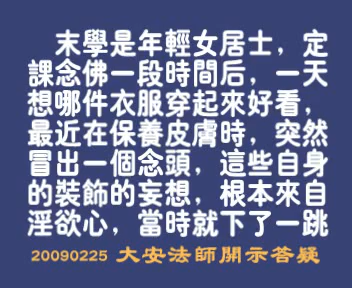 末學是年輕女居士，定
課念佛一段時間后，一天
想哪件衣服穿起來好看，
最近在保養皮膚時，突然
冒出一個念頭，這些自身
的裝飾的妄想，根本來自
淫欲心，當時就下了一跳
20090225 大安法師開示答疑